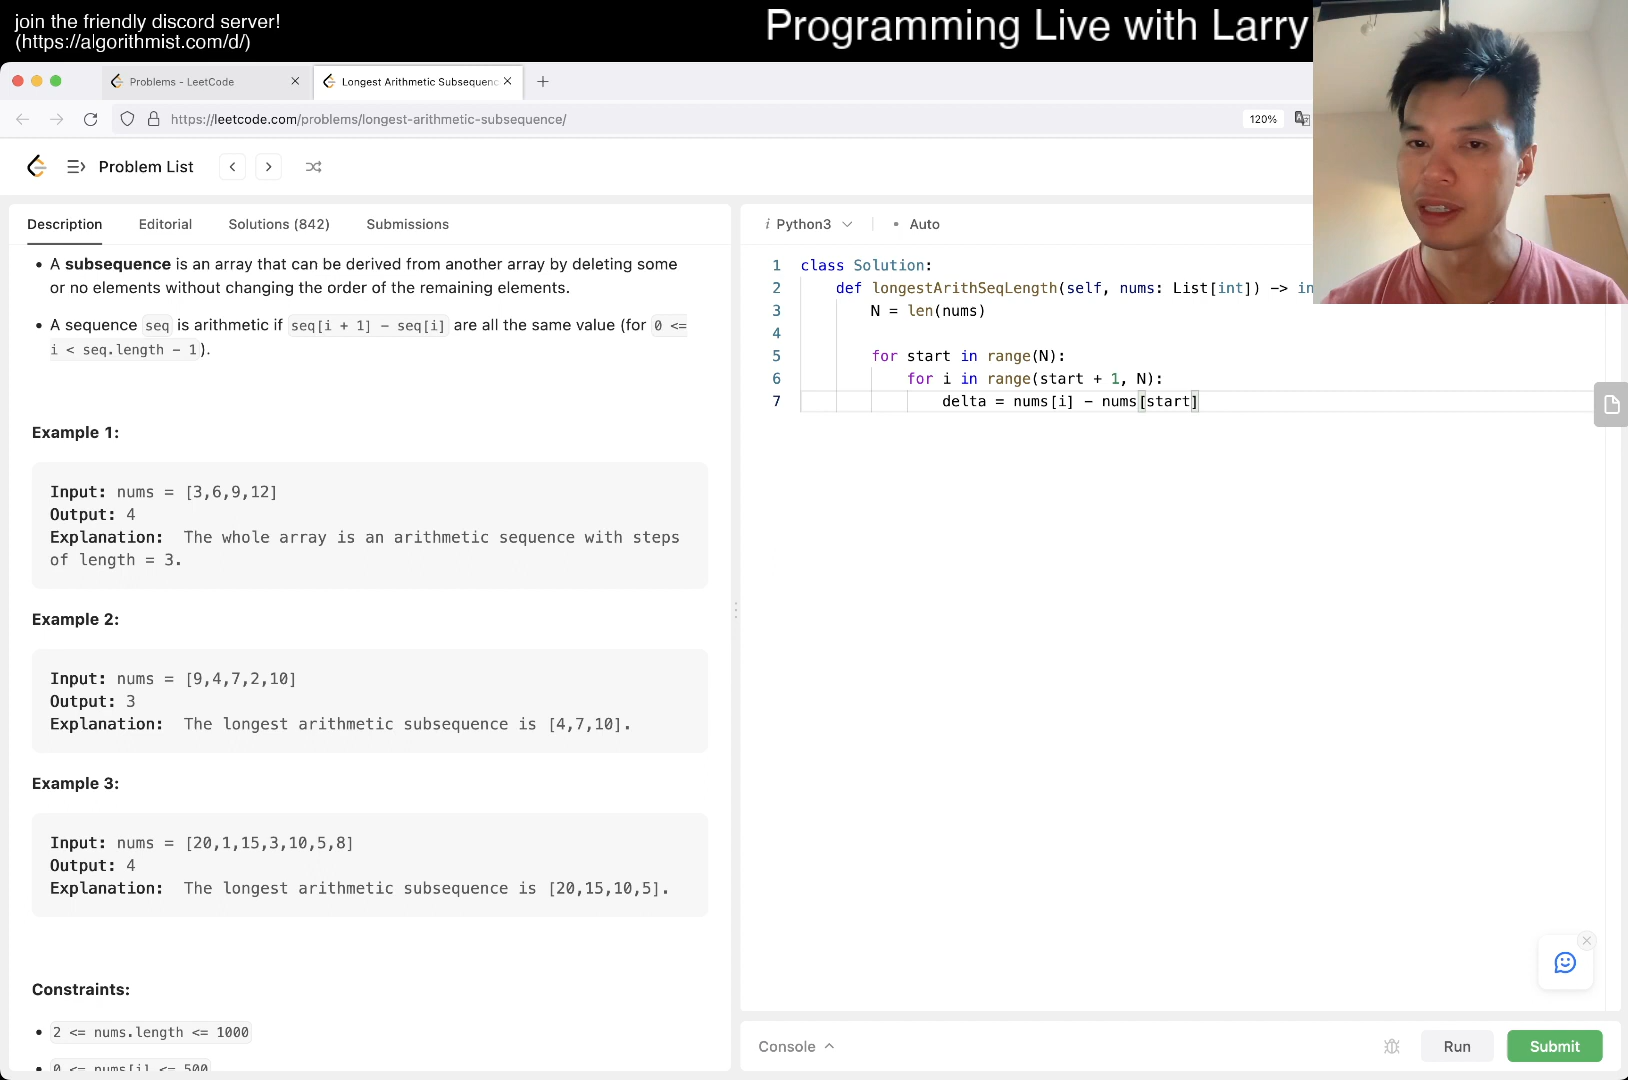 join the friendly discord server!
(https://algorithmist.com/d/)
Programming Live with Larry
Problems - LeetCode
Longest Arithmetic Subsequenc
https://leetcode.com/problems/longest-arithmetic-subsequence/
120%
Problem List
Description Editorial Solutions (842) Submissions
• A subsequence is an array that can be derived from another array by deleting some
or no elements without changing the order of the remaining elements.
• A sequence seq is arithmetic if seq[i + 1] - seq[i] are all the same value (for 0 <=
i < seq.length - 1).
Example 1:
Input: nums = [3,6,9,12]
Output: 4
Explanation: The whole array is an arithmetic sequence with steps
of length = 3.
Example 2:
Input: nums = [9,4,7,2,10]
Output: 3
Explanation: The longest arithmetic subsequence is [4,7,10].
Example 3:
Input: nums = [20,1,15,3,10,5,8]
Output: 4
Explanation: The longest arithmetic subsequence is [20,15,10,5].
Constraints:
• 2 <= nums.length <= 1000
• 0 <= nums[i] <= 500
i Python3 Auto
1 class Solution:
2 def longestArithSeqLength(self, nums: List[int]) -> in
3 N = len(nums)
4
5 for start in range(N):
6 for i in range(start + 1, N):
7 delta = nums[i] - nums[start]
Console
Run
Submit